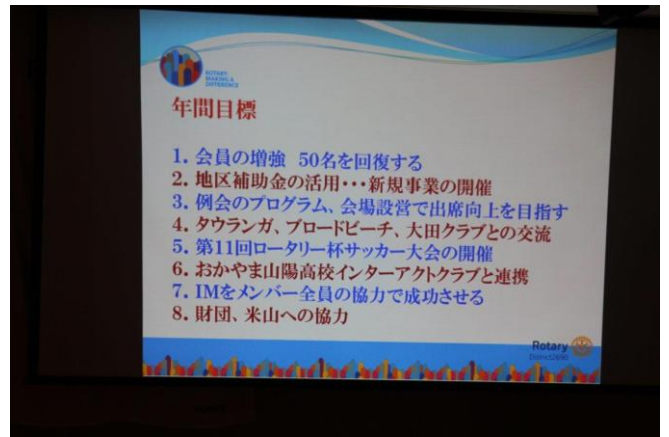 ROTARY:
MAKING A
DIFFERENCE
年間目標
1. 会員の増強 50名を回復する
2. 地区補助金の活用・・・新規事業の開催
3. 例会のプログラム、会場設営で出席向上を目指す
4. タウランガ、ブロードビーチ、大田クラブとの交流
5. 第11回ロータリー杯サッカー大会の開催
6. おかやま山陽高校インターアクトクラブと連携
7. IMをメンバー全員の協力で成功させる
8. 財団、米山への協力
Rotary
District2690